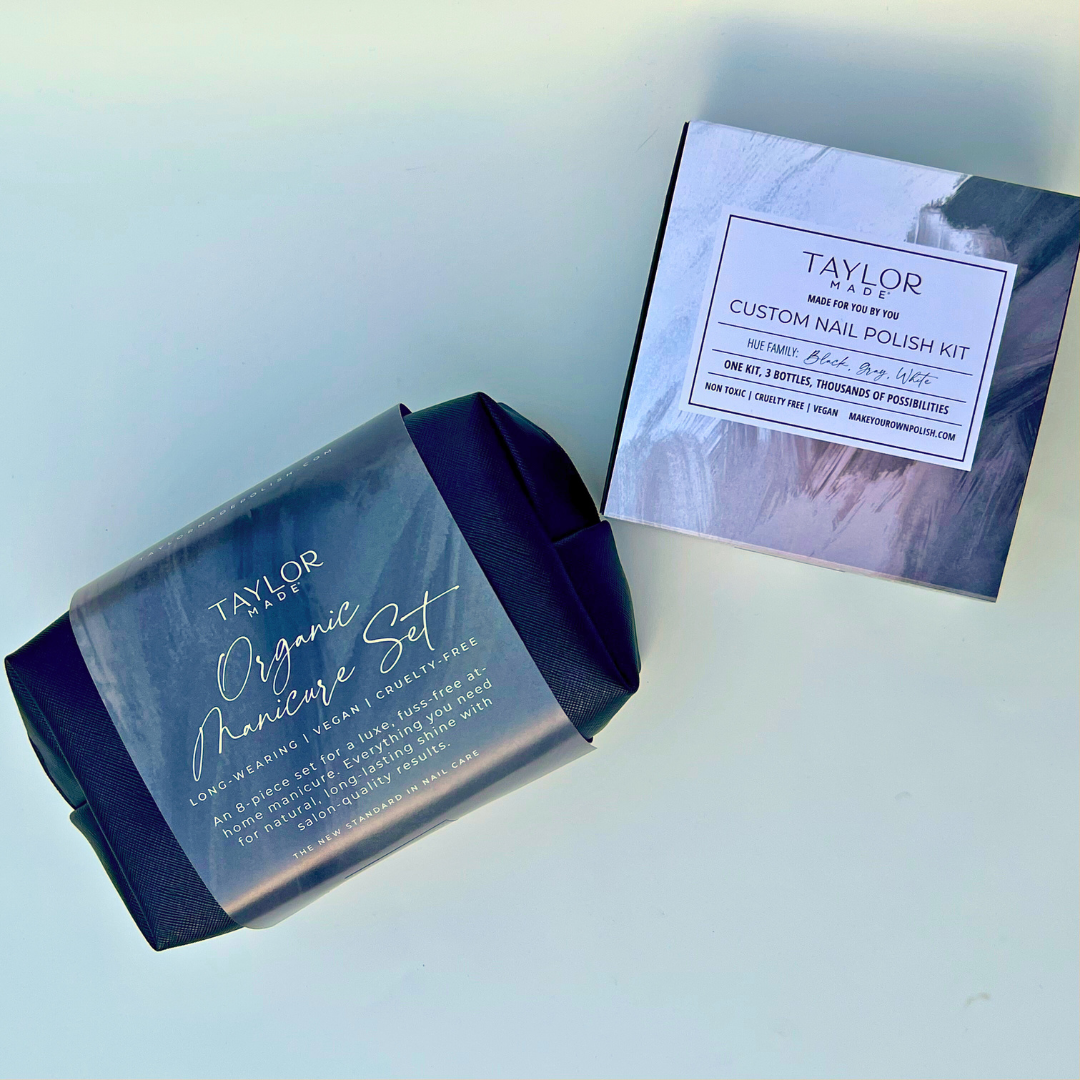 TAYLOR
MADE
MADE FOR YOU BY YOU
CUSTOM NAIL POLISH KIT
HUE FAMILY: Black, Gray, White
ONE KIT, 3 BOTTLES, THOUSANDS OF POSSIBILITIES
NON TOXIC | CRUELTY FREE | VEGAN MAKEYOUROWNPOLISH.COM
TAYLORMADEPOLISH.COM
TAYLOR
MADE
Organic
Manicure Set
LONG-WEARING | VEGAN | CRUELTY-FREE
An 8-piece set for a luxe, fuss-free at-
home manicure. Everything you need
for natural, long-lasting shine with
salon-quality results.
THE NEW STANDARD IN NAIL CARE